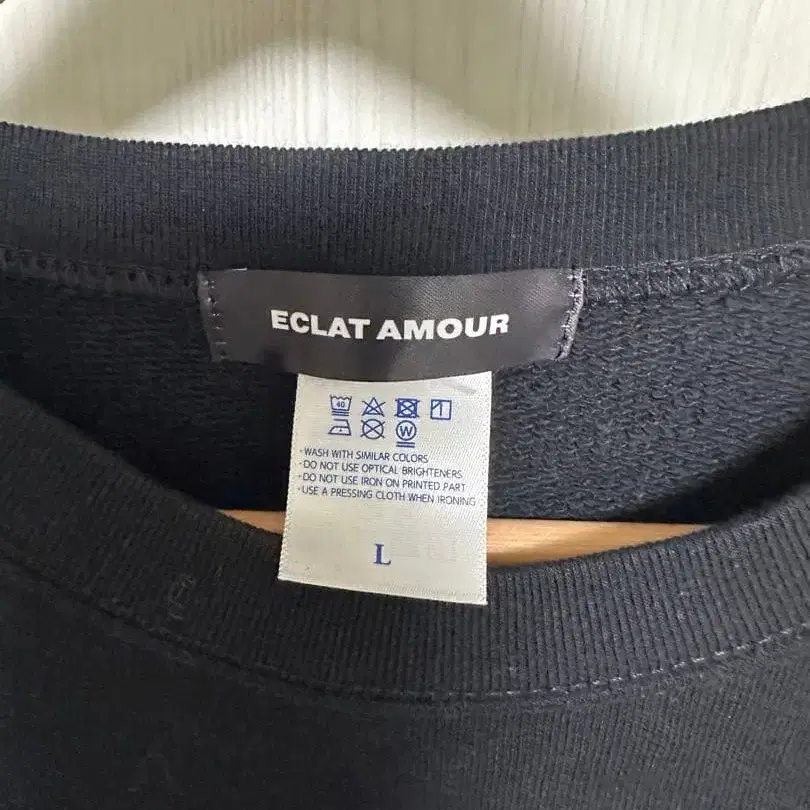 ECLAT AMOUR
40
W
· WASH WITH SIMILAR COLORS
· DO NOT USE OPTICAL BRIGHTENERS
· DO NOT USE IRON ON PRINTED PART
· USE A PRESSING CLOTH WHEN IRONING
L